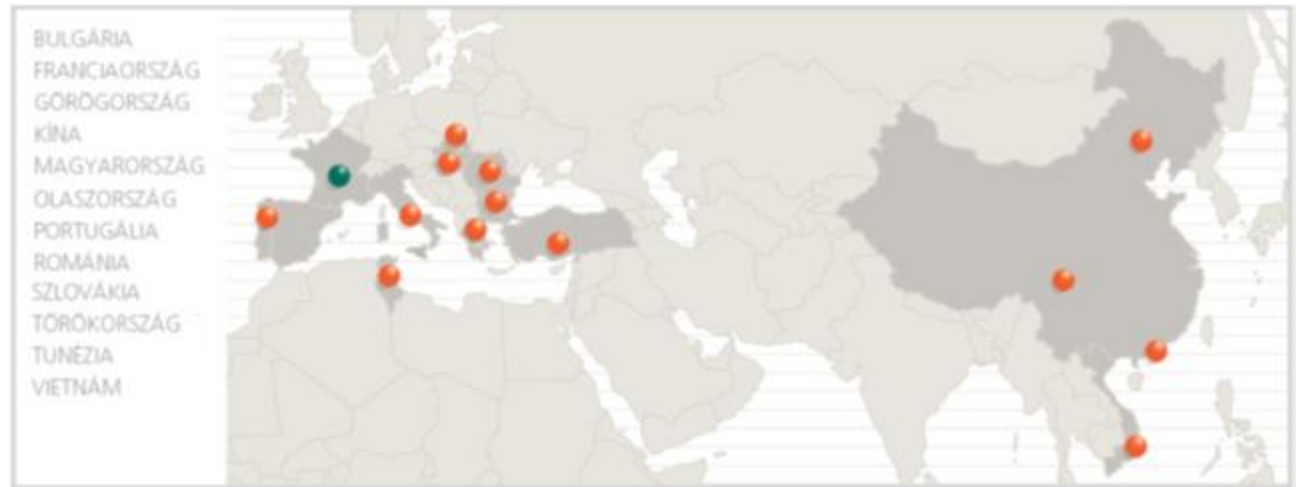 BULGÁRIA
FRANCIAORSZÁG
GÖRÖGORSZÁG
KÍNA
MAGYARORSZÁG
OLASZORSZÁG
PORTUGÁLIA
ROMÁNIA
SZLOVÁKIA
TÖRÖKORSZÁG
TUNÉZIA
VIETNÁM